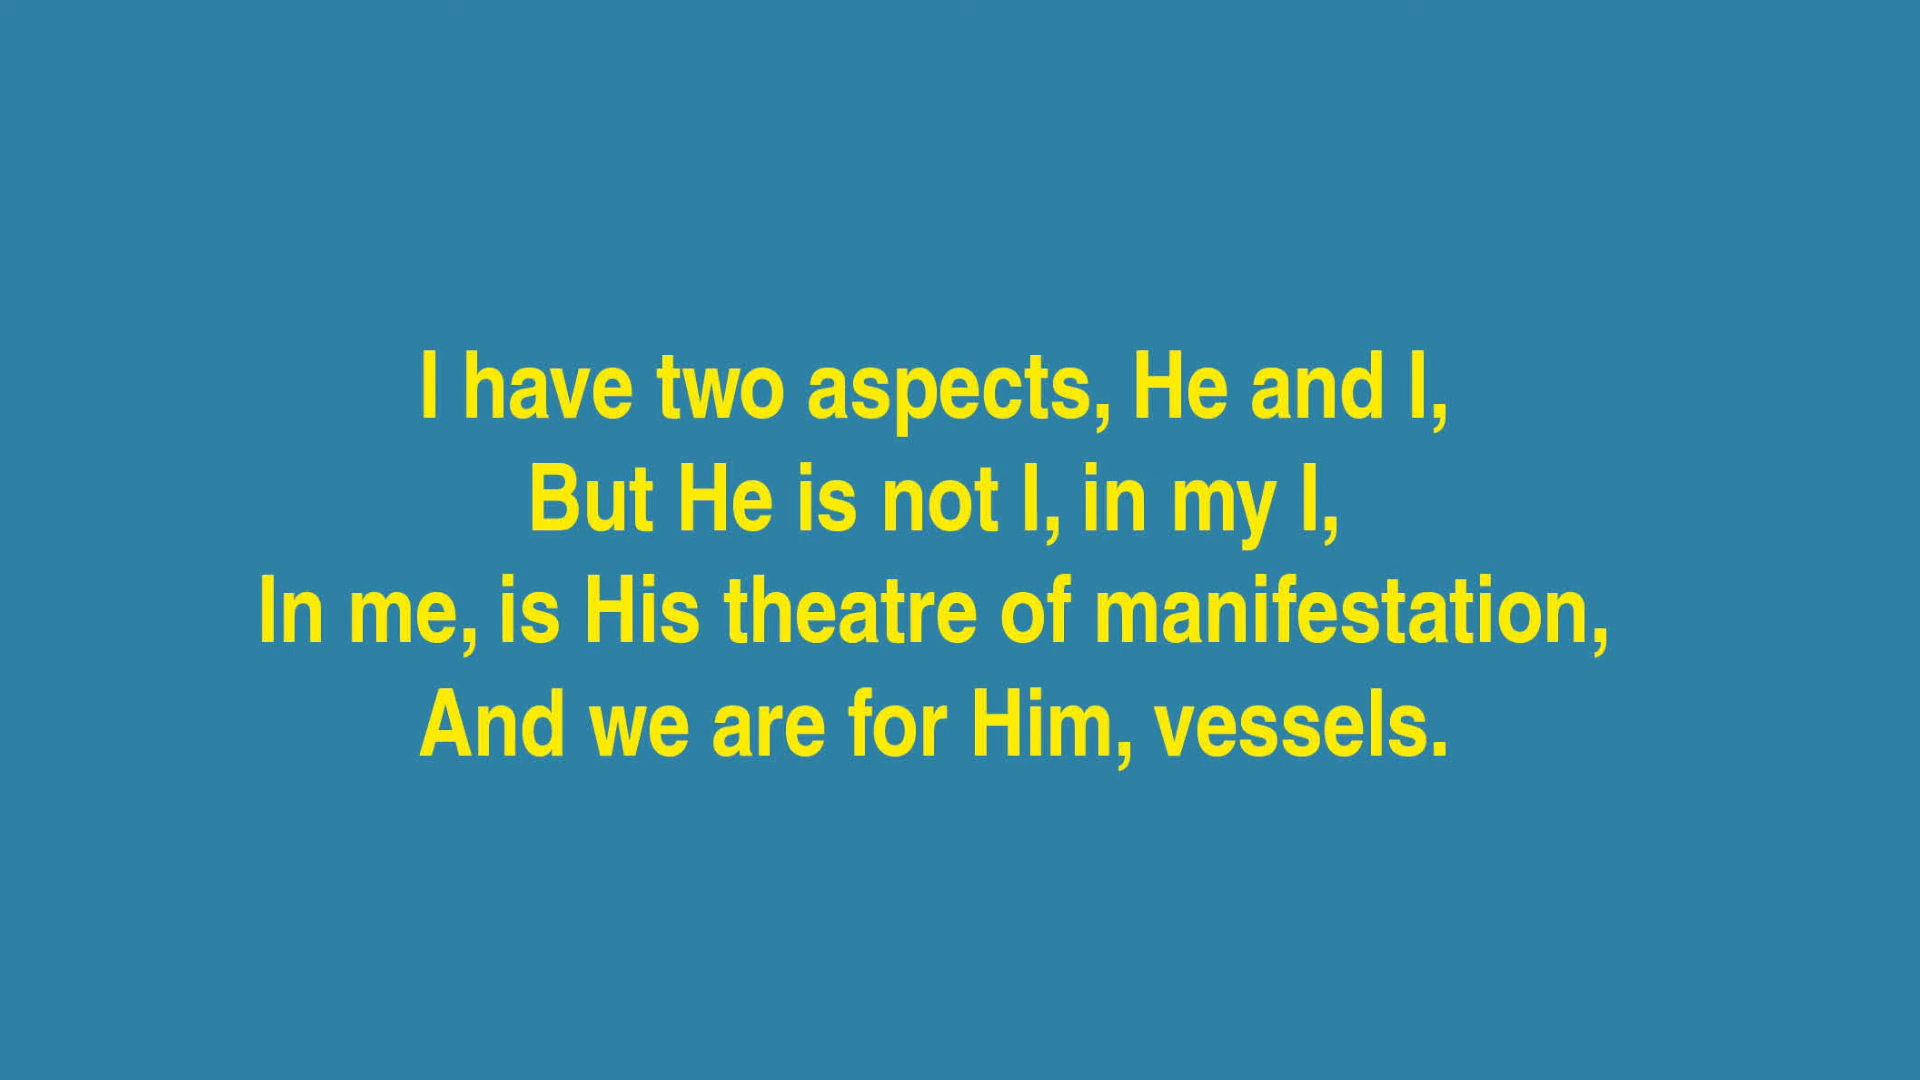 I have two aspects, He and I,
But He is not I, in my I,
In me, is His theatre of manifestation,
And we are for Him, vessels.